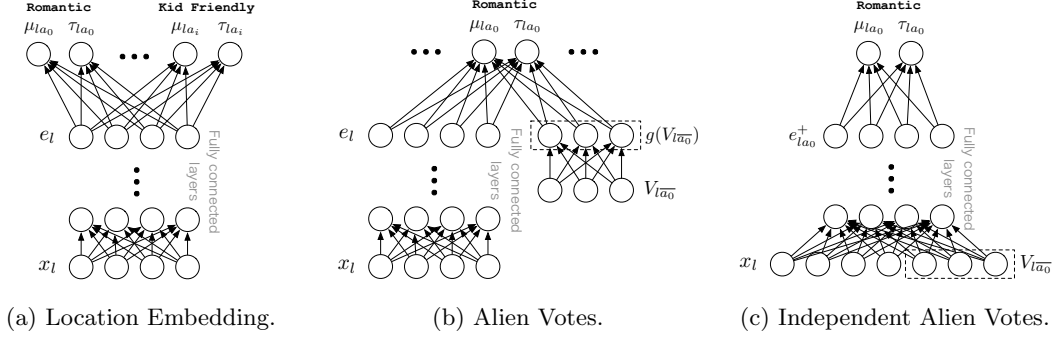 Romantic Kid Friendly
μ_{la_0} τ_{la_0} μ_{la_i} τ_{la_i}
e_l
Fully connected
layers
x_l
(a) Location Embedding.
Romantic
μ_{la_0} τ_{la_0}
e_l
g(V_{l\overline{a_0}})
Fully connected
layers
V_{l\overline{a_0}}
x_l
(b) Alien Votes.
Romantic
μ_{la_0} τ_{la_0}
e^+_{la_0}
Fully connected
layers
x_l
V_{l\overline{a_0}}
(c) Independent Alien Votes.